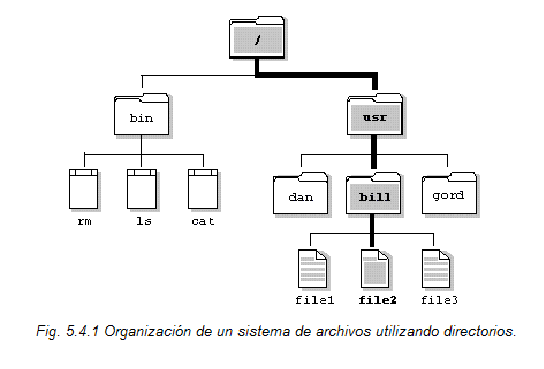 /
bin
usr
dan
bill
gord
rm
ls
cat
file1
file2
file3
Fig. 5.4.1 Organización de un sistema de archivos utilizando directorios.